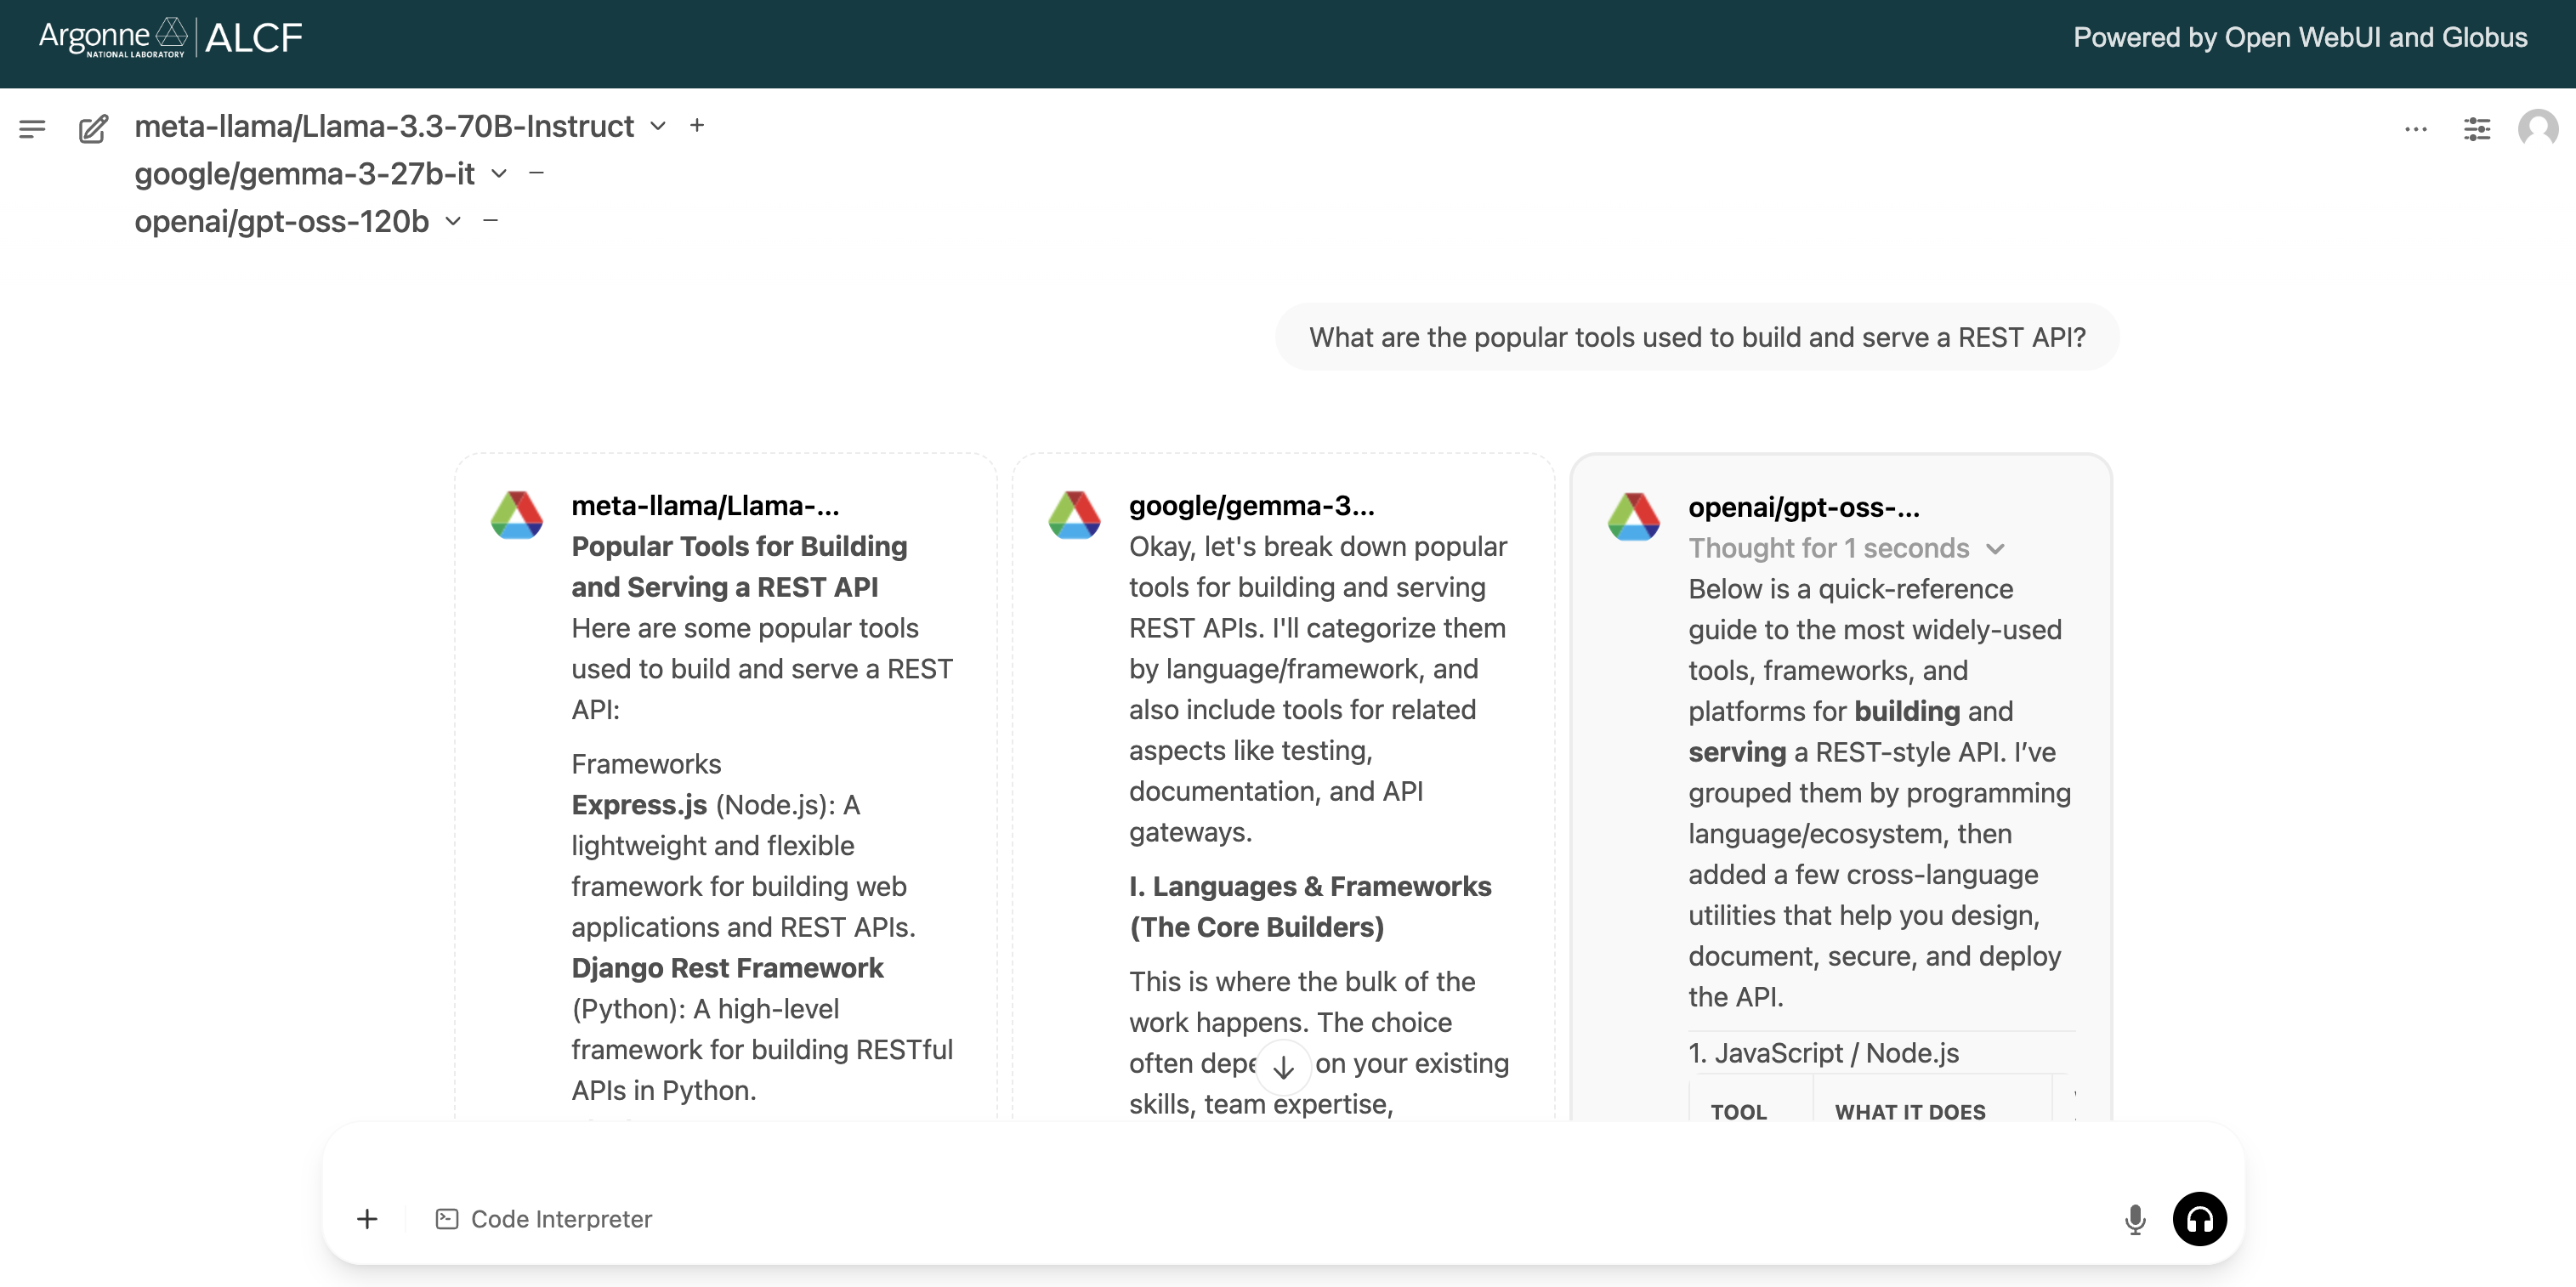 Argonne
NATIONAL LABORATORY
ALCF
Powered by Open WebUI and Globus
meta-llama/Llama-3.3-70B-Instruct
google/gemma-3-27b-it
openai/gpt-oss-120b
What are the popular tools used to build and serve a REST API?
meta-llama/Llama-...
Popular Tools for Building
and Serving a REST API
Here are some popular tools
used to build and serve a REST
API:
Frameworks
Express.js (Node.js): A
lightweight and flexible
framework for building web
applications and REST APIs.
Django Rest Framework
(Python): A high-level
framework for building RESTful
APIs in Python.
google/gemma-3...
Okay, let's break down popular
tools for building and serving
REST APIs. I'll categorize them
by language/framework, and
also include tools for related
aspects like testing,
documentation, and API
gateways.
I. Languages & Frameworks
(The Core Builders)
This is where the bulk of the
work happens. The choice
often depe on your existing
skills, team expertise,
openai/gpt-oss-...
Thought for 1 seconds
Below is a quick-reference
guide to the most widely-used
tools, frameworks, and
platforms for building and
serving a REST-style API. I’ve
grouped them by programming
language/ecosystem, then
added a few cross-language
utilities that help you design,
document, secure, and deploy
the API.
1. JavaScript / Node.js
TOOL
WHAT IT DOES
Code Interpreter